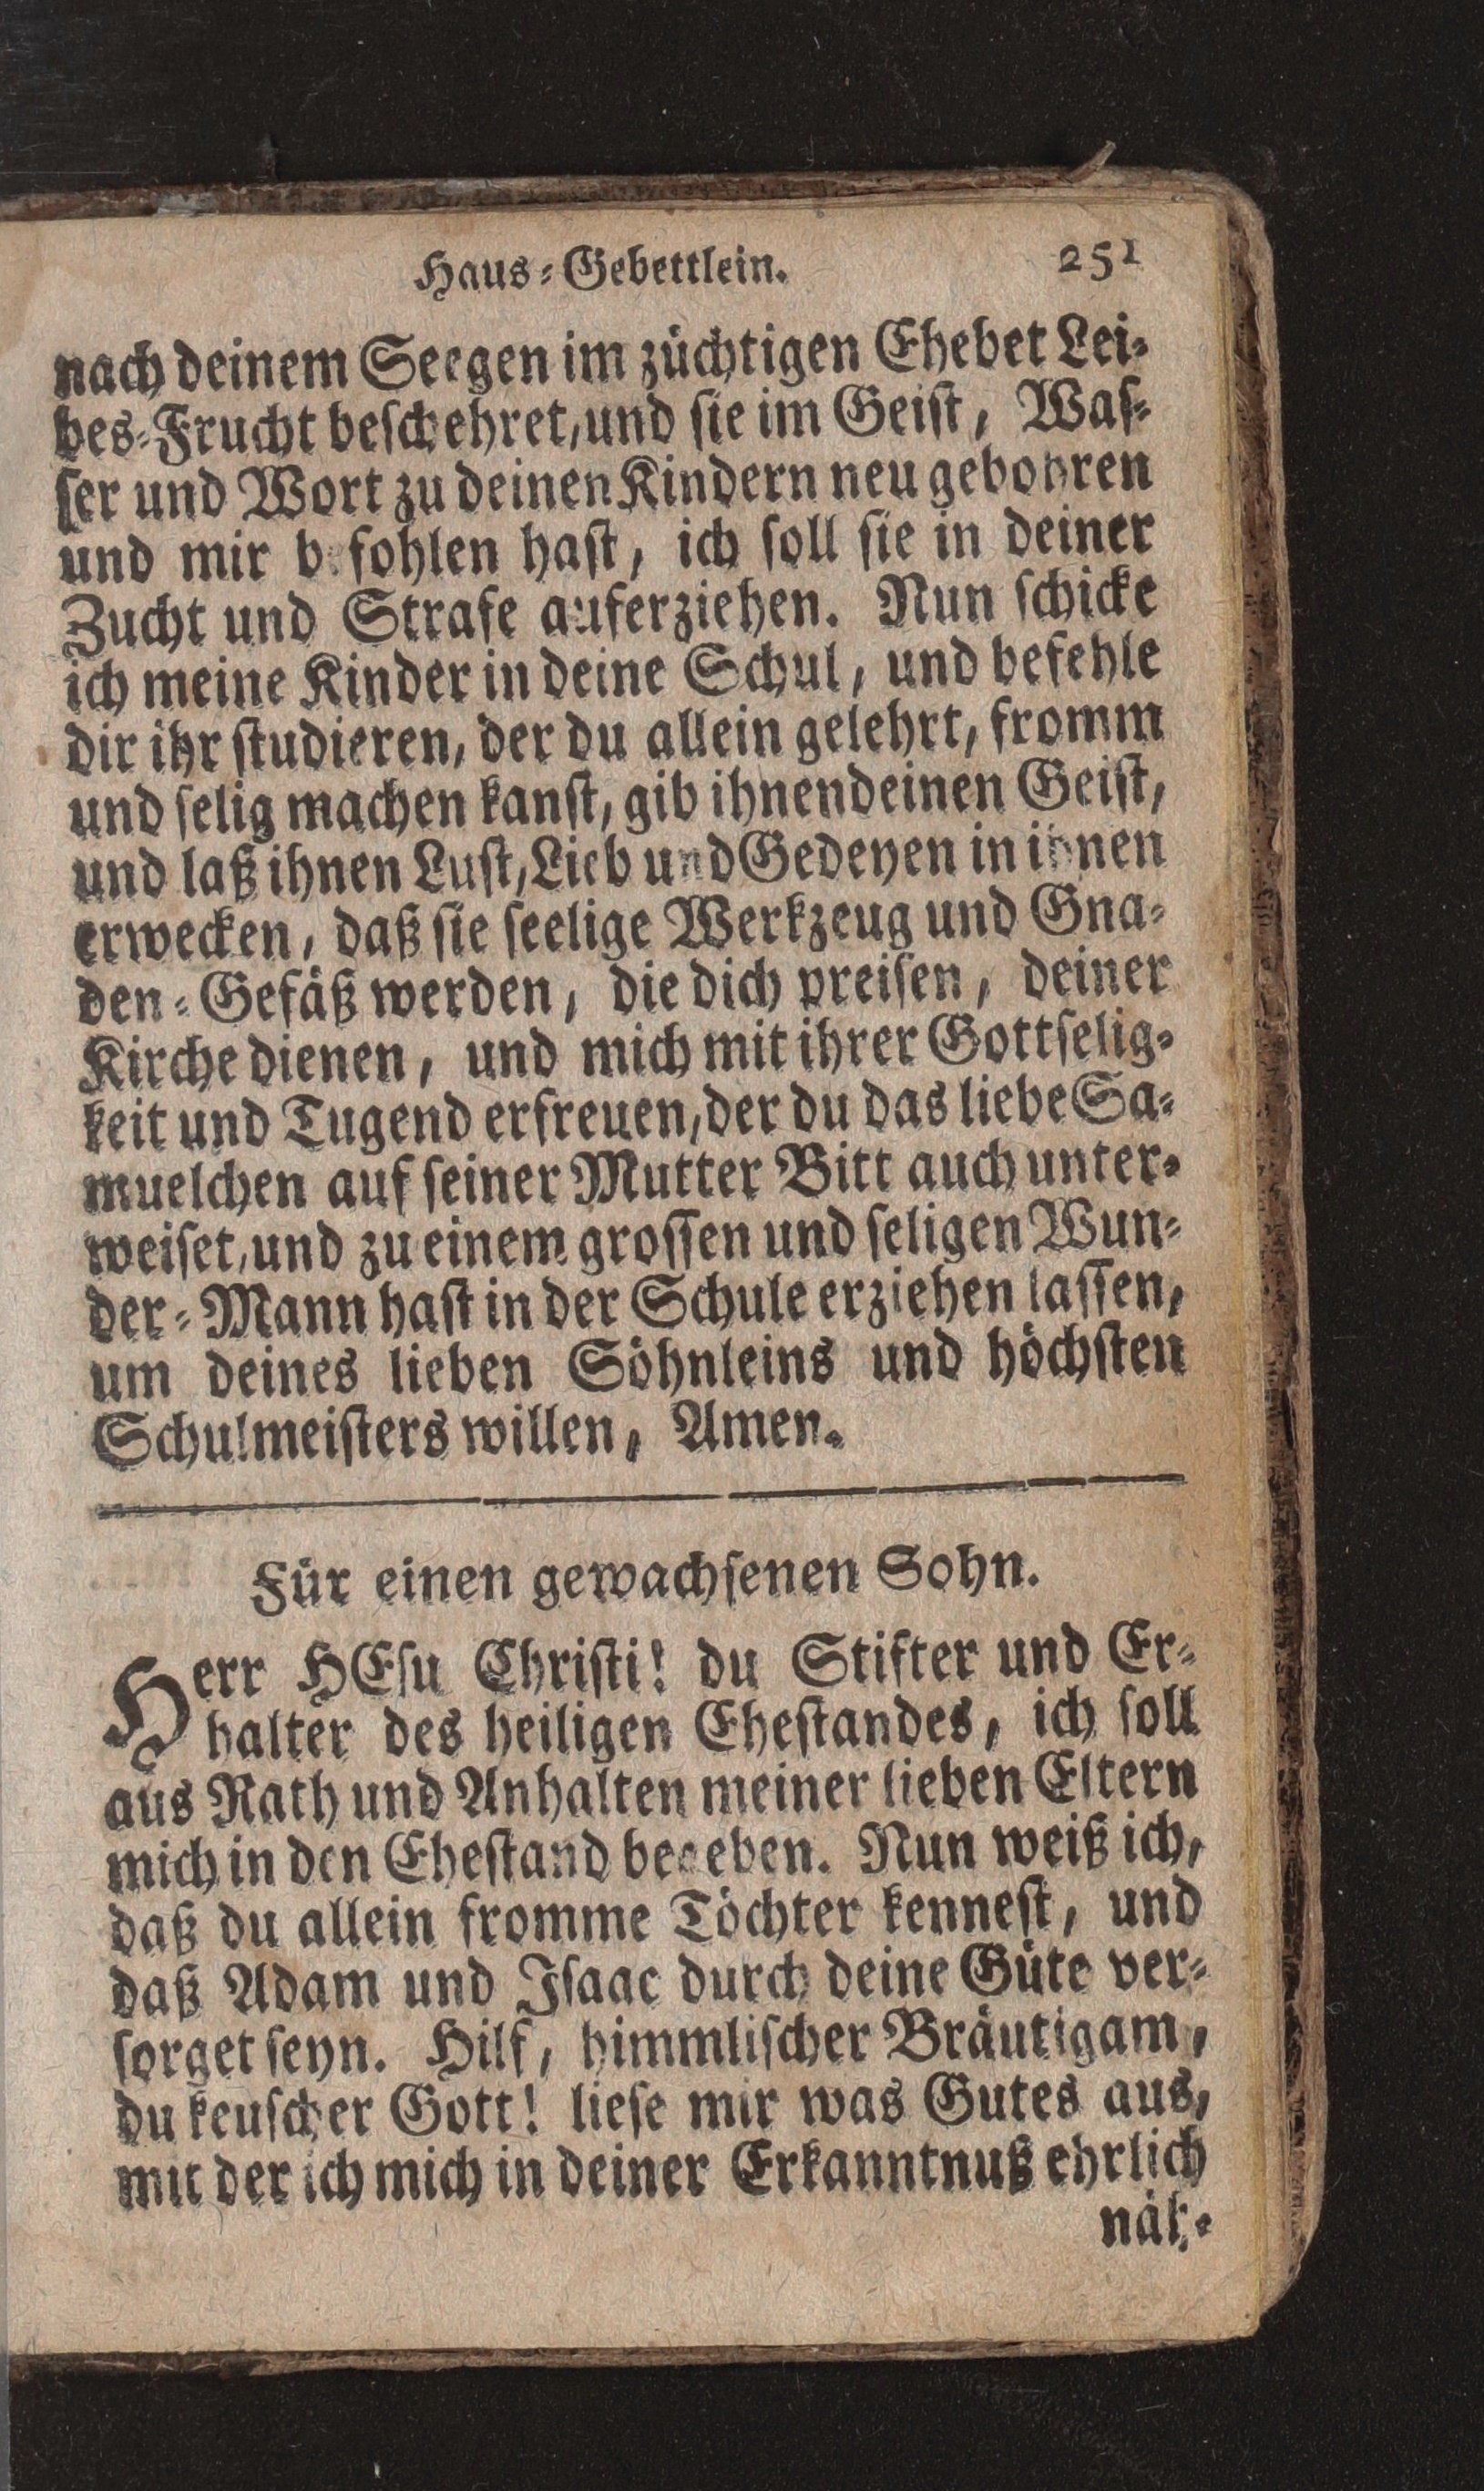 Haus-Gebettlein. 251
nach deinem Seegen im züchtigen Ehebet Lei-
bes-Frucht beschehret, und sie im Geist, Was-
ser und Wort zu deinen Kindern neu gebohren
und mir befohlen hast, ich soll sie in deiner
Zucht und Strafe auferziehen. Nun schicke
ich meine Kinder in deine Schul, und befehle
dir ihr studieren, der du allein gelehrt, fromm
und selig machen kanst, gib ihnendeinen Geist,
und laß ihnen Lust, Lieb und Gedeyen in ihnen
erwecken, daß sie seelige Werkzeug und Gna-
den-Gefäß werden, die dich preisen, deiner
Kirche dienen, und mich mit ihrer Gottselig-
keit und Tugend erfreuen, der du das liebe Sa-
muelchen auf seiner Mutter Bitt auch unter-
weiset, und zu einem grossen und seligen Wun-
der-Mann hast in der Schule erziehen lassen,
um deines lieben Söhnleins und höchsten
Schulmeisters willen, Amen.
Für einen gewachsenen Sohn.
Herr HEsu Christi! du Stifter und Er-
halter des heiligen Ehestandes, ich soll
aus Rath und Anhalten meiner lieben Eltern
mich in den Ehestand begeben. Nun weiß ich,
daß du allein fromme Töchter kennest, und
daß Adam und Isaac durch deine Güte ver-
sorget seyn. Hilf, himmlischer Bräutigam,
du keuscher Gott! liese mir was Gutes aus,
mit der ich mich in deiner Erkanntnuß ehrlich
näh-